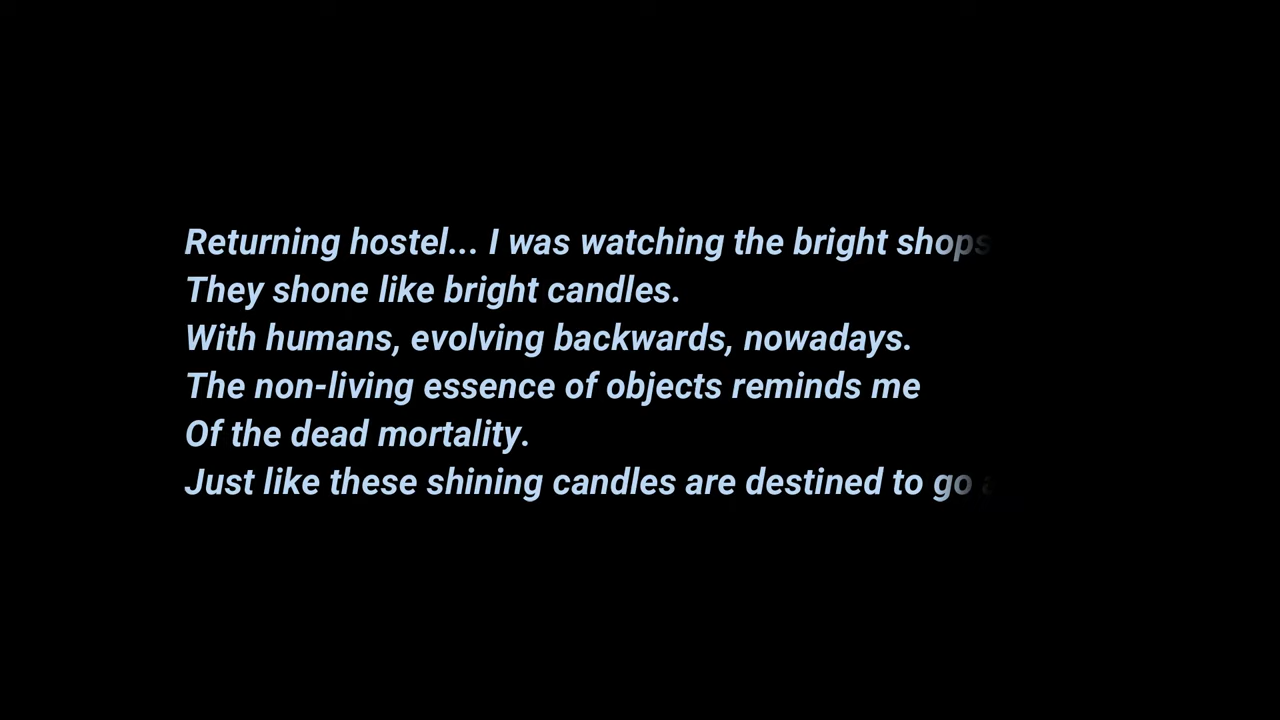 Returning hostel... I was watching the bright shops
They shone like bright candles.
With humans, evolving backwards, nowadays.
The non-living essence of objects reminds me
Of the dead mortality.
Just like these shining candles are destined to go